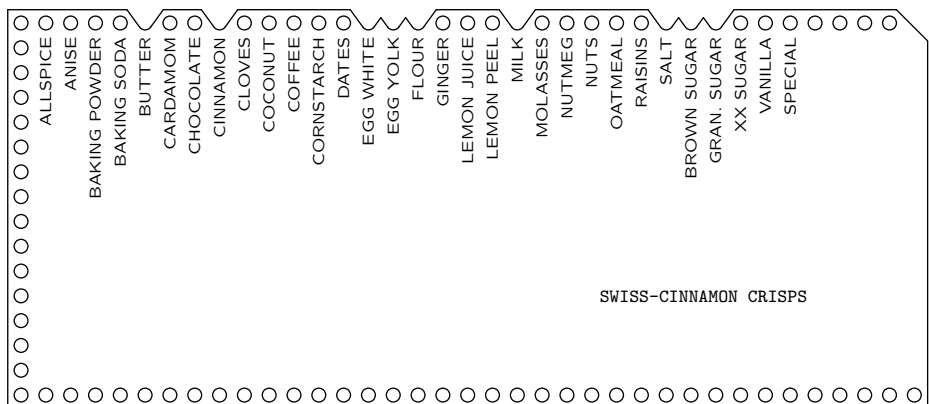 ALLSPICE
ANISE
BAKING POWDER
BAKING SODA
BUTTER
CARDAMOM
CHOCOLATE
CINNAMON
CLOVES
COCONUT
COFFEE
CORNSTARCH
DATES
EGG WHITE
EGG YOLK
FLOUR
GINGER
LEMON JUICE
LEMON PEEL
MILK
MOLASSES
NUTMEG
NUTS
OATMEAL
RAISINS
SALT
BROWN SUGAR
GRAN. SUGAR
XX SUGAR
VANILLA
SPECIAL
SWISS-CINNAMON CRISPS